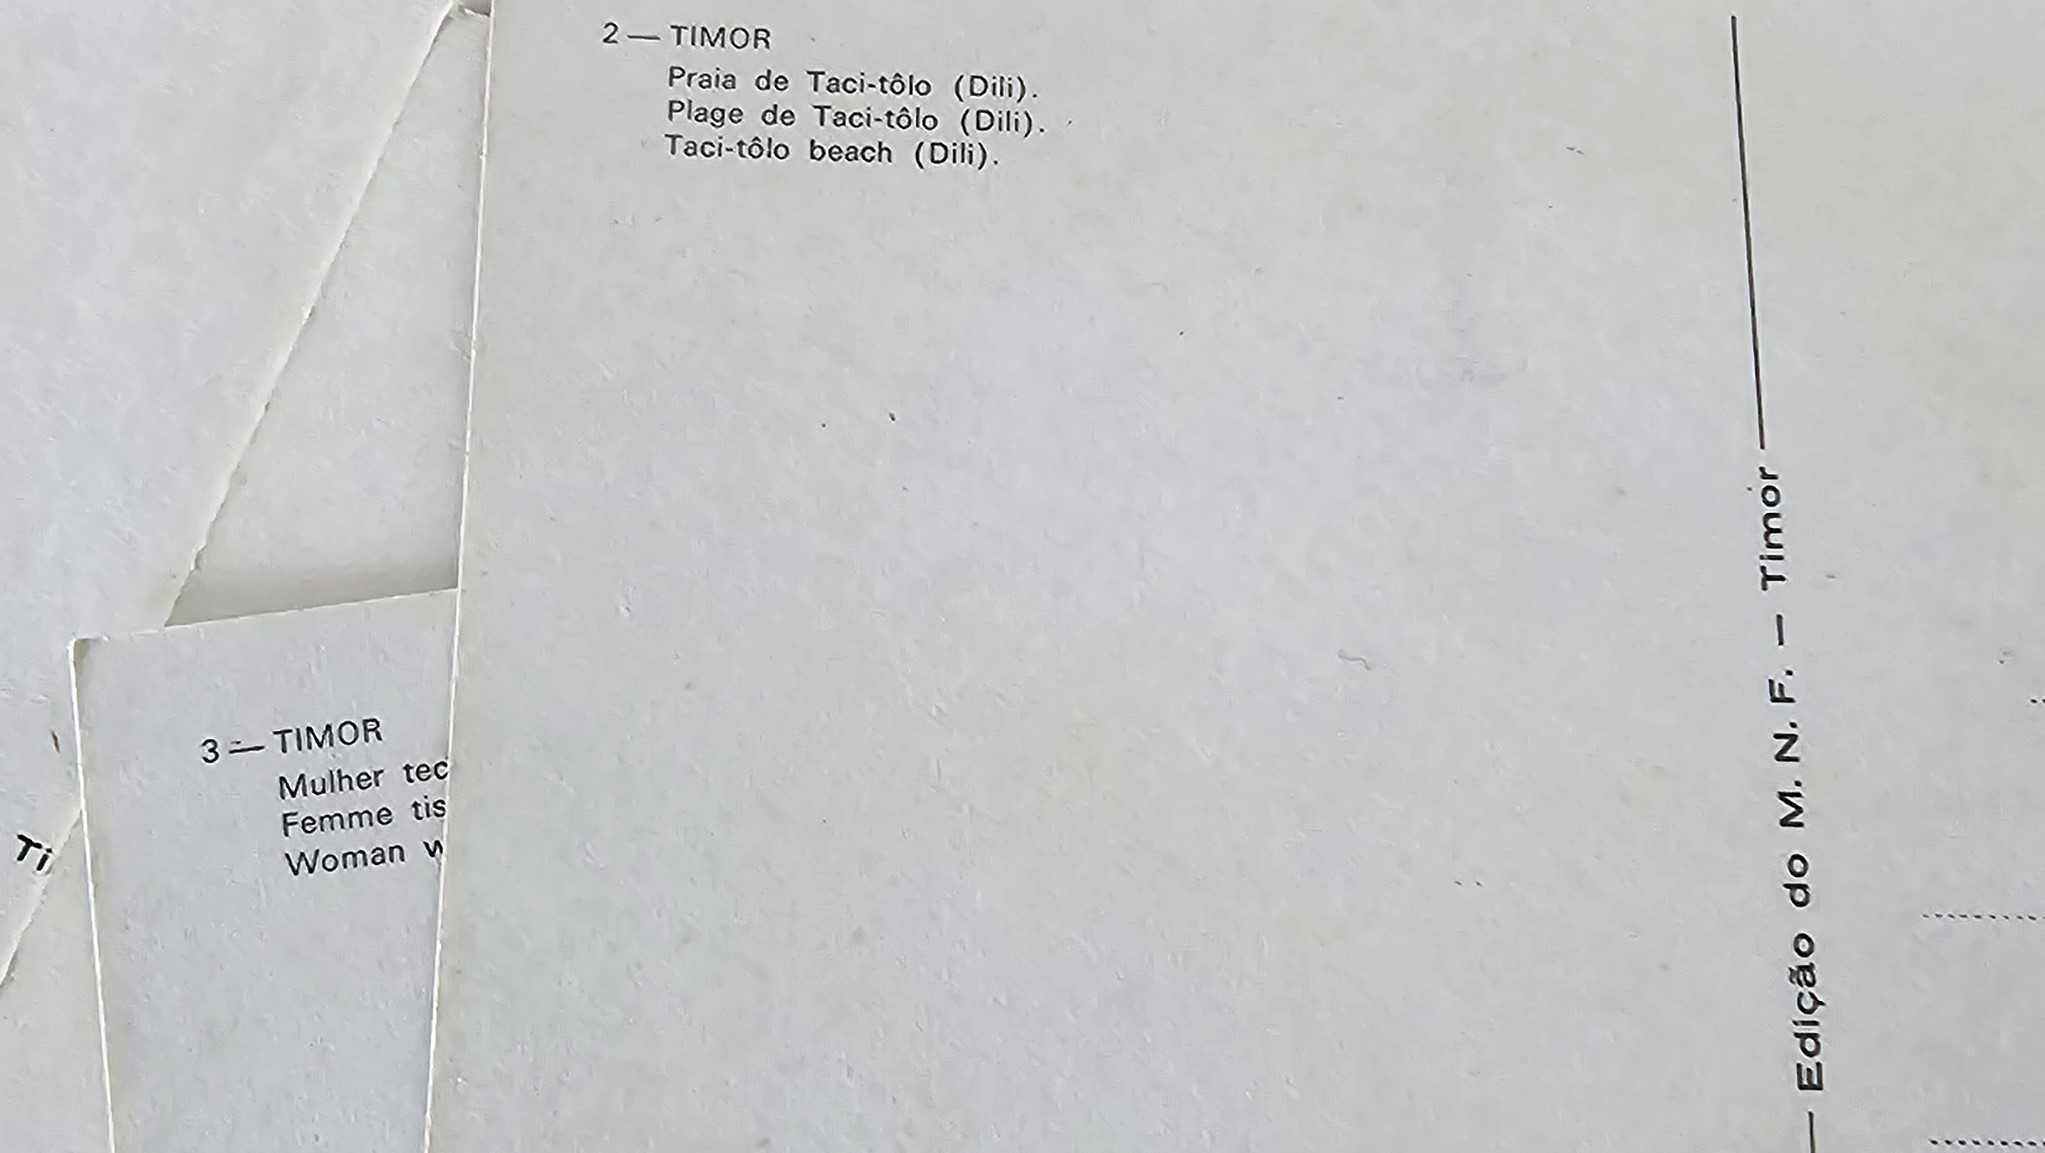 2 — TIMOR
Praia de Taci-tôlo (Dili).
Plage de Taci-tôlo (Dili).
Taci-tôlo beach (Dili).
— Edição do M. N. F. — Timor —
3 — TIMOR
Mulher tec
Femme tis
Woman w
Ti